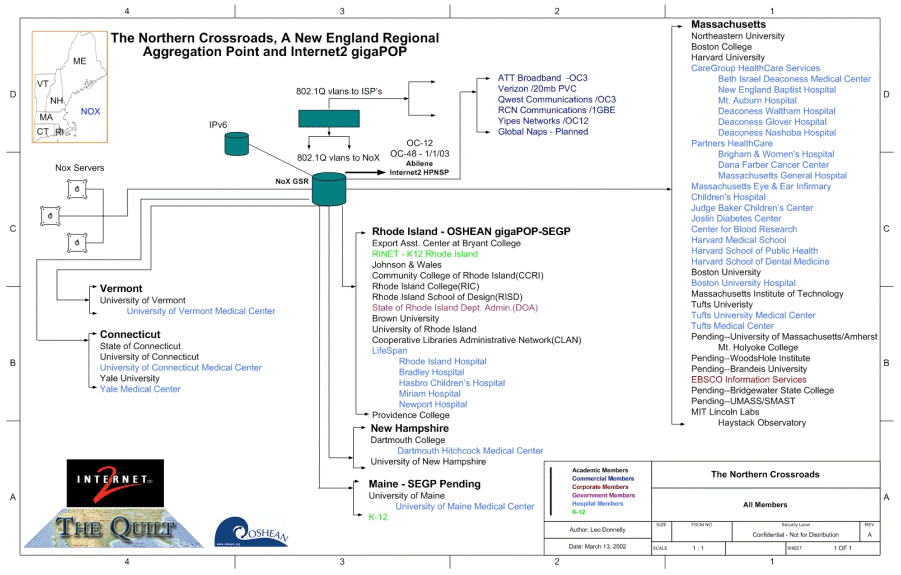 4
3
2
1
The Northern Crossroads, A New England Regional
Aggregation Point and Internet2 gigaPOP
ME
VT
NH
NOX
MA
CT
RI
D
D
C
C
B
B
A
A
802.1Q vlans to ISP's
IPv6
802.1Q vlans to NoX
OC-12
OC-48 - 1/1/03
Abilene
Internet2 HPNSP
NoX GSR
Nox Servers
ATT Broadband -OC3
Verizon /20mb PVC
Qwest Communications /OC3
RCN Communications /1GBE
Yipes Networks /OC12
Global Naps - Planned
Vermont
University of Vermont
University of Vermont Medical Center
Connecticut
State of Connecticut
University of Connecticut
University of Connecticut Medical Center
Yale University
Yale Medical Center
Rhode Island - OSHEAN gigaPOP-SEGP
Export Asst. Center at Bryant College
RINET - K12 Rhode Island
Johnson & Wales
Community College of Rhode Island(CCRI)
Rhode Island College(RIC)
Rhode Island School of Design(RISD)
State of Rhode Island Dept. Admin.(DOA)
Brown University
University of Rhode Island
Cooperative Libraries Administrative Network(CLAN)
LifeSpan
Rhode Island Hospital
Bradley Hospital
Hasbro Children's Hospital
Miriam Hospital
Newport Hospital
Providence College
New Hampshire
Dartmouth College
Dartmouth Hitchcock Medical Center
University of New Hampshire
Maine - SEGP Pending
University of Maine
University of Maine Medical Center
K-12
Massachusetts
Northeastern University
Boston College
Harvard University
CareGroup HealthCare Services
Beth Israel Deaconess Medical Center
New England Baptist Hospital
Mt. Auburn Hospital
Deaconess Waltham Hospital
Deaconess Glover Hospital
Deaconess Nashoba Hospital
Partners HealthCare
Brigham & Women's Hospital
Dana Farber Cancer Center
Massachusetts General Hospital
Massachusetts Eye & Ear Infirmary
Children's Hospital
Judge Baker Children's Center
Joslin Diabetes Center
Center for Blood Research
Harvard Medical School
Harvard School of Public Health
Harvard School of Dental Medicine
Boston University
Boston University Hospital
Massachusetts Institute of Technology
Tufts Univeristy
Tufts University Medical Center
Tufts Medical Center
Pending--University of Massachusetts/Amherst
Mt. Holyoke College
Pending--WoodsHole Institute
Pending--Brandeis University
EBSCO Information Services
Pending--Bridgewater State College
Pending--UMASS/SMAST
MIT Lincoln Labs
Haystack Observatory
INTERNET
2
THE QUILT
OSHEAN
Academic Members
Commercial Members
Corporate Members
Government Members
Hospital Members
K-12
Author: Leo Donnelly
Date: March 13, 2002
The Northern Crossroads
All Members
SIZE
FSCM NO
Security Level
Confidential - Not for Distribution
REV
A
SCALE
1 : 1
SHEET
1 OF 1
4
3
2
1